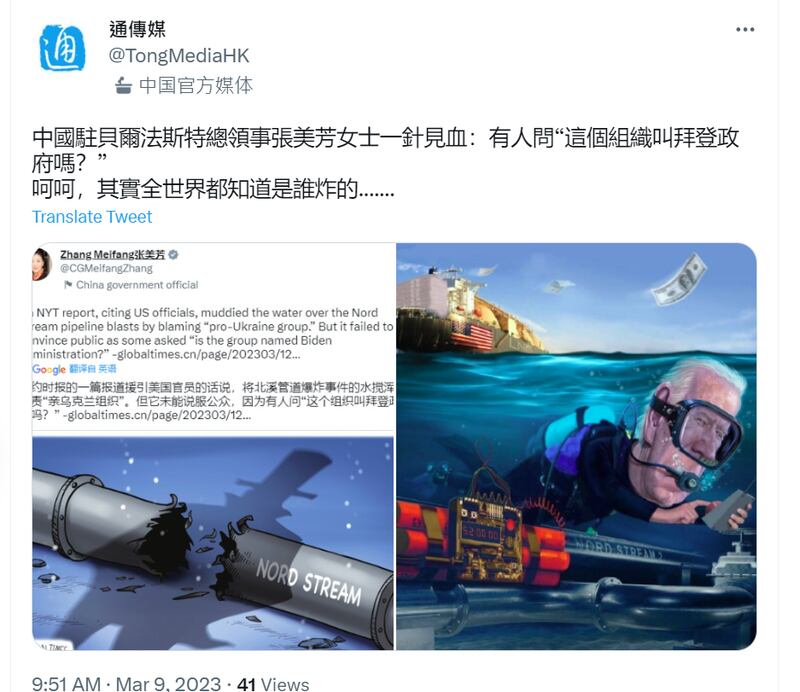 通傳媒
@TongMediaHK
中国官方媒体
中國駐貝爾法斯特總領事張美芳女士一針見血：有人問“這個組織叫拜登政
府嗎？”
呵呵，其實全世界都知道是誰炸的.......
Translate Tweet
Zhang Meifang张美芳
@CGMeifangZhang
China government official
NYT report, citing US officials, muddied the water over the Nord
ream pipeline blasts by blaming “pro-Ukraine group.” But it failed to
nvince public as some asked “is the group named Biden
ministration?” -globaltimes.cn/page/202303/12...
Google 翻译自 英语
约时报的一篇报道援引美国官员的话说，将北溪管道爆炸事件的水搅浑
责“亲乌克兰组织”。但它未能说服公众，因为有人问“这个组织叫拜登政
吗？” -globaltimes.cn/page/202303/12...
NORD STREAM
NORD STREAM 2
9:51 AM · Mar 9, 2023 · 41 Views